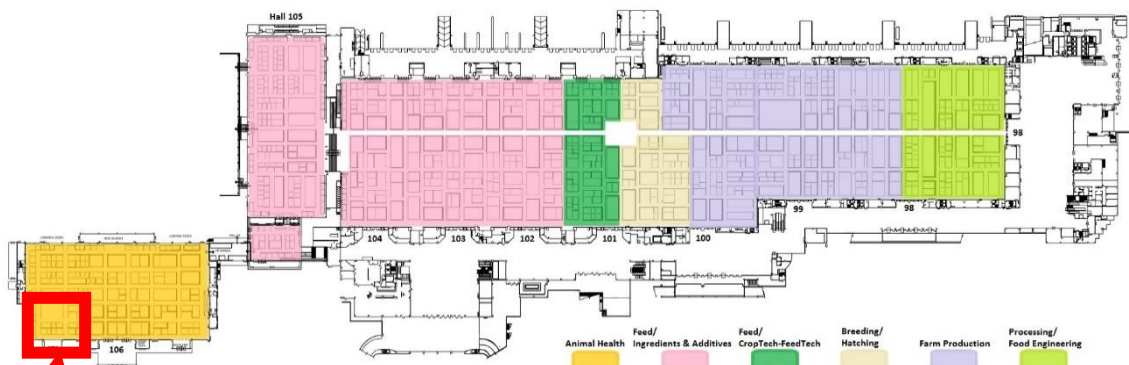 Hall 105
98
99
98
104
103
102
101
100
106
Animal Health
Feed/
Ingredients & Additives
Feed/
CropTech-FeedTech
Breeding/
Hatching
Farm Production
Processing/
Food Engineering